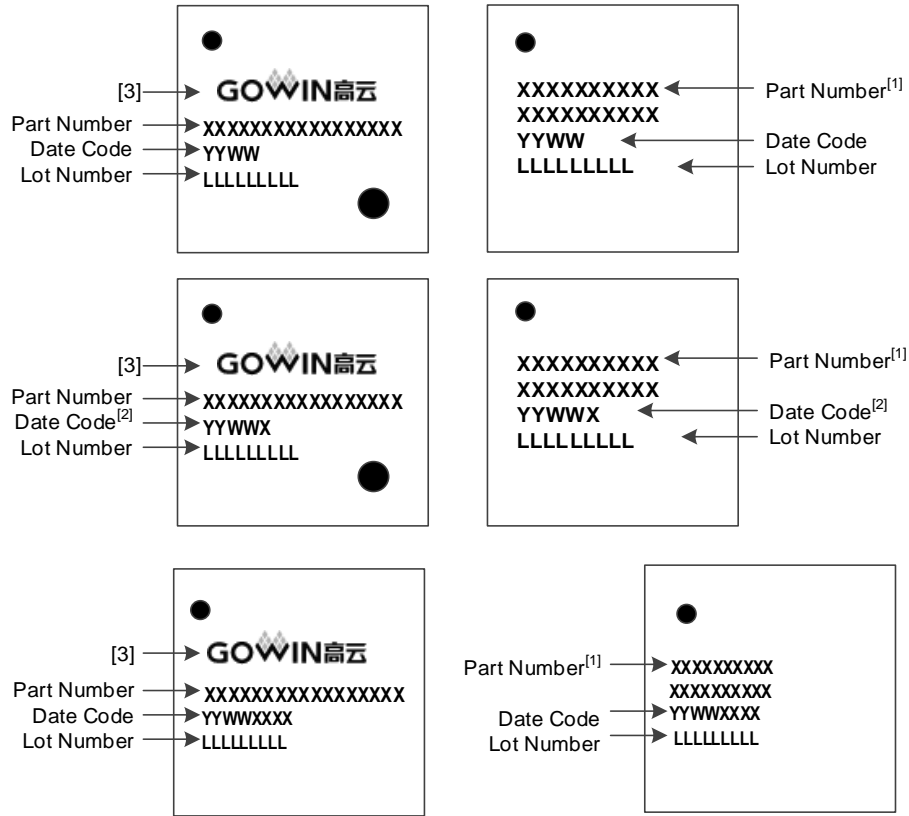 [3] GOWIN高云
Part Number XXXXXXXXXXXXXXXXX
Date Code YYWW
Lot Number LLLLLLLLL
XXXXXXXXXX Part Number[1]
XXXXXXXXXX
YYWW Date Code
LLLLLLLLL Lot Number
[3] GOWIN高云
Part Number XXXXXXXXXXXXXXXXX
Date Code[2] YYWWX
Lot Number LLLLLLLLL
XXXXXXXXXX Part Number[1]
XXXXXXXXXX
YYWWX Date Code[2]
LLLLLLLLL Lot Number
[3] GOWIN高云
Part Number XXXXXXXXXXXXXXXXX
Date Code YYWWXXXX
Lot Number LLLLLLLLL
Part Number[1] XXXXXXXXXX
XXXXXXXXXX
Date Code YYWWXXXX
Lot Number LLLLLLLLL